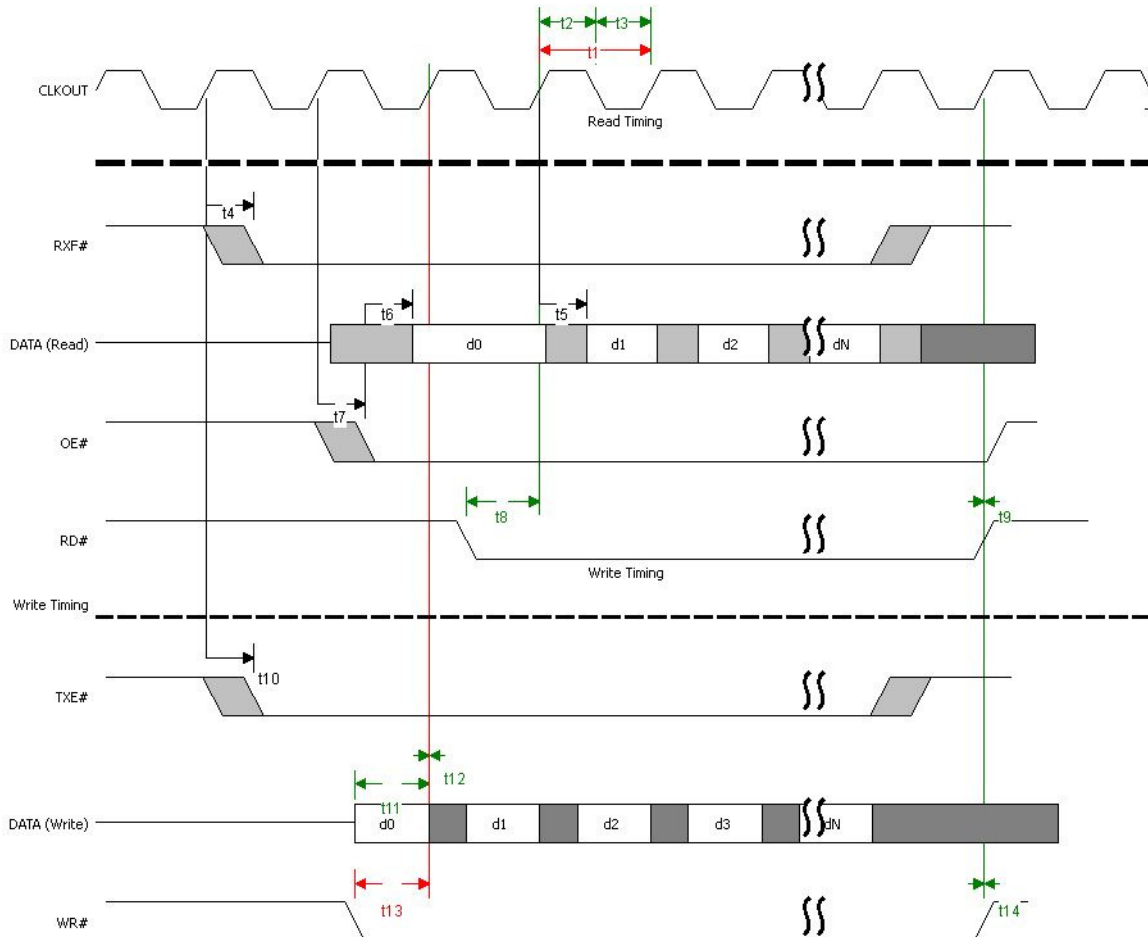 t2 t3
t1
CLKOUT
Read Timing
t4
RXF#
t6 t5
DATA (Read) d0 d1 d2 dN
t7
OE#
t8 t9
RD#
Write Timing
Write Timing
t10
TXE#
t12
t11
DATA (Write) d0 d1 d2 d3 dN
t13 t14
WR#